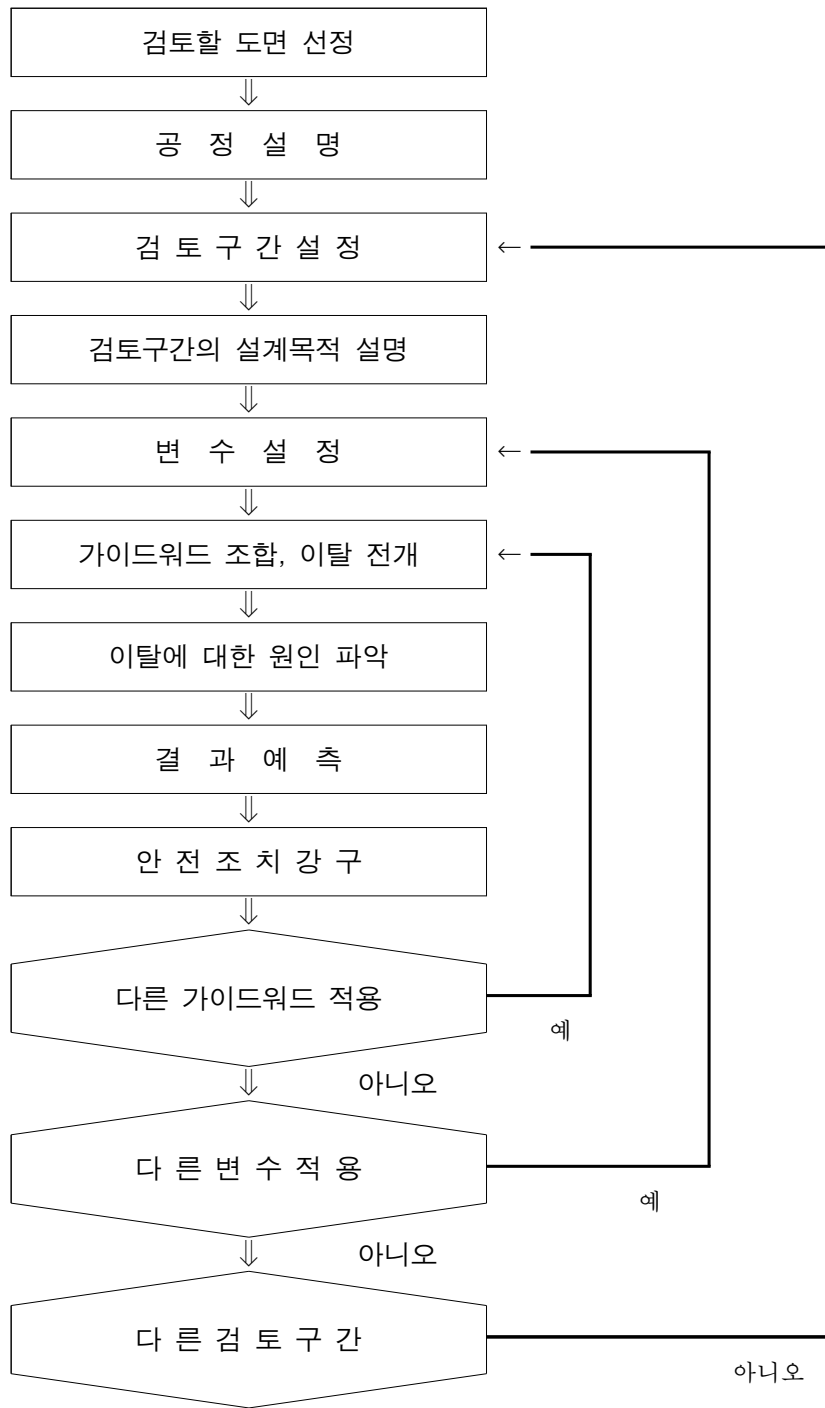 검토할 도면 선정
⇓
공 정 설 명
⇓
검 토 구 간 설 정
←
⇓
검토구간의 설계목적 설명
⇓
변 수 설 정
←
⇓
가이드워드 조합, 이탈 전개
←
⇓
이탈에 대한 원인 파악
⇓
결 과 예 측
⇓
안 전 조 치 강 구
⇓
다른 가이드워드 적용
예
⇓
아니오
다 른 변 수 적 용
예
⇓
아니오
다 른 검 토 구 간
아니오